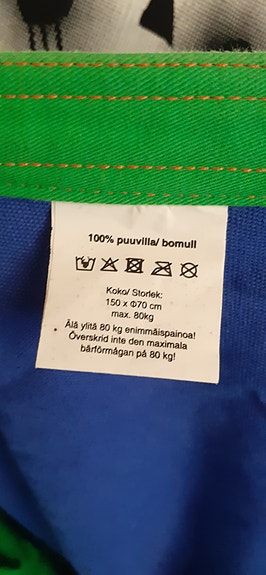 100% puuvilla/ bomull
Koko/ Storlek:
150 x Φ70 cm
max. 80kg
Älä ylitä 80 kg enimmäispainoa!
Överskrid inte den maximala
bärförmågan på 80 kg!